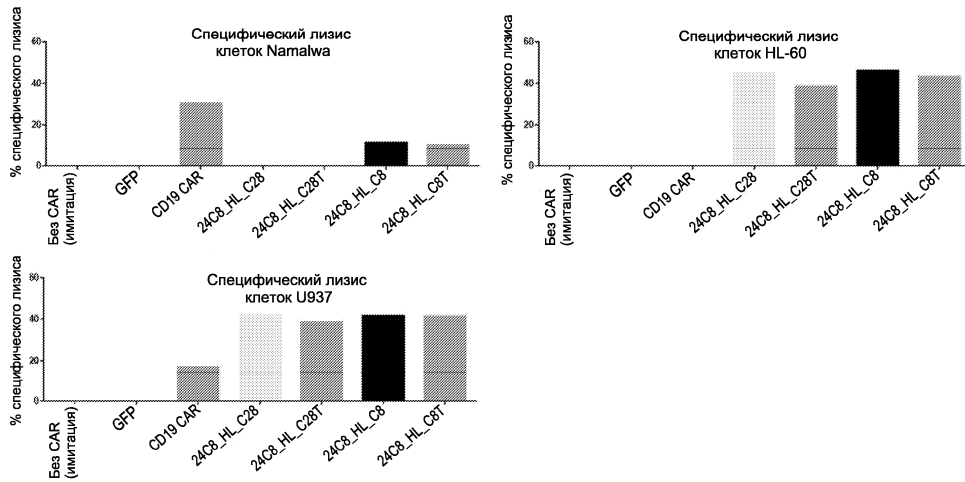 Специфический лизис
клеток Namalwa
% специфического лизиса
60
40
20
0
Без CAR
(имитация)
GFP
CD19 CAR
24C8_HL_C28
24C8_HL_C28T
24C8_HL_C8
24C8_HL_C8T
Специфический лизис
клеток HL-60
% специфического лизиса
60
40
20
0
Без CAR
(имитация)
GFP
CD19 CAR
24C8_HL_C28
24C8_HL_C28T
24C8_HL_C8
24C8_HL_C8T
Специфический лизис
клеток U937
% специфического лизиса
60
40
20
0
Без CAR
(имитация)
GFP
CD19 CAR
24C8_HL_C28
24C8_HL_C28T
24C8_HL_C8
24C8_HL_C8T